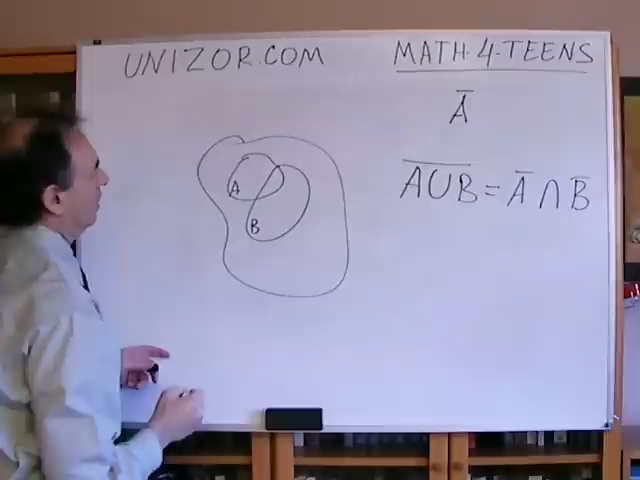 UNIZOR.COM MATH-4-TEENS
A̅
A
B
A̅U̅B̅ = A̅ ∩ B̅